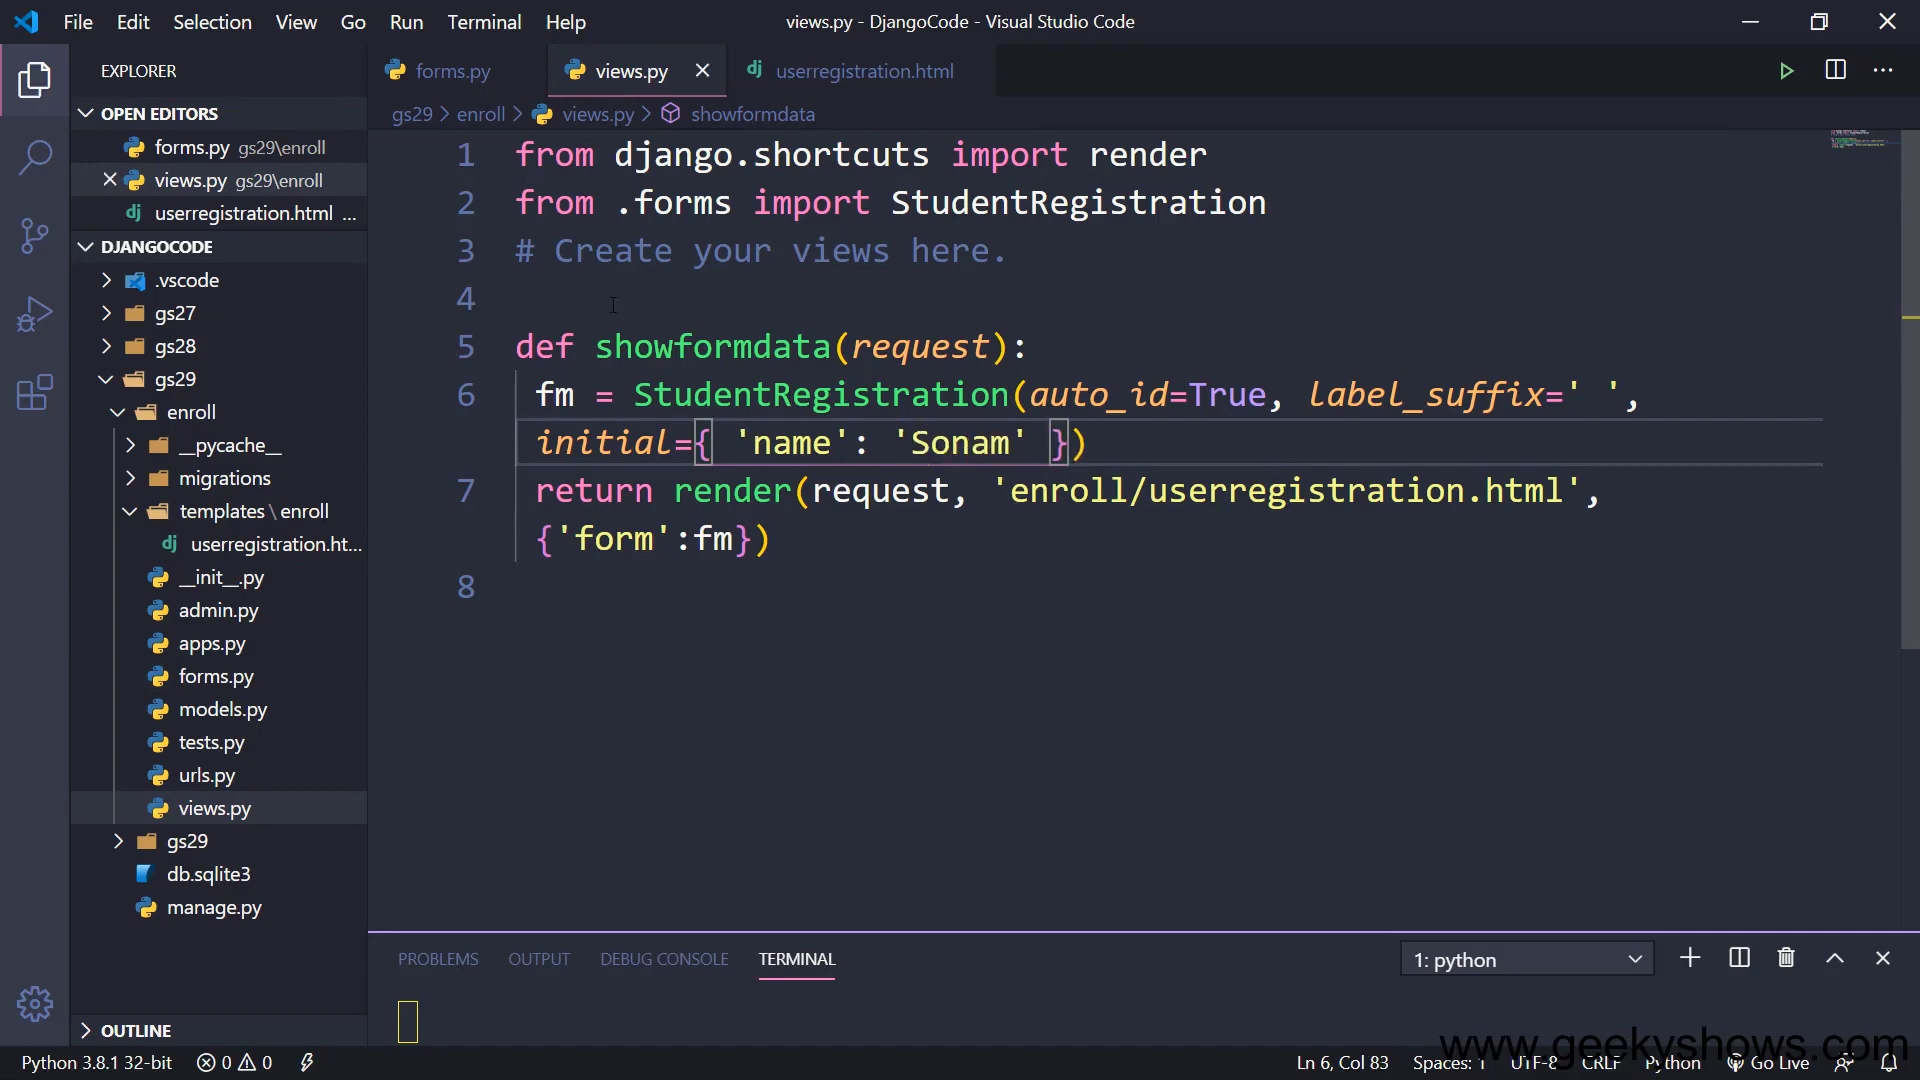 File Edit Selection View Go Run Terminal Help
views.py - DjangoCode - Visual Studio Code
EXPLORER
OPEN EDITORS
forms.py gs29\enroll
views.py gs29\enroll
userregistration.html ...
DJANGOCODE
.vscode
gs27
gs28
gs29
enroll
__pycache__
migrations
templates \ enroll
userregistration.ht...
__init__.py
admin.py
apps.py
forms.py
models.py
tests.py
urls.py
views.py
gs29
db.sqlite3
manage.py
OUTLINE
forms.py views.py userregistration.html
gs29 > enroll > views.py > showformdata
1 from django.shortcuts import render
2 from .forms import StudentRegistration
3 # Create your views here.
4
5 def showformdata(request):
6 fm = StudentRegistration(auto_id=True, label_suffix=' ',
initial={ 'name': 'Sonam' })
7 return render(request, 'enroll/userregistration.html',
{'form':fm})
8
PROBLEMS OUTPUT DEBUG CONSOLE TERMINAL 1: python
www.geekyshows.com
Python 3.8.1 32-bit 0 0 Ln 6, Col 83 Spaces: 1 UTF-8 CRLF Python Go Live